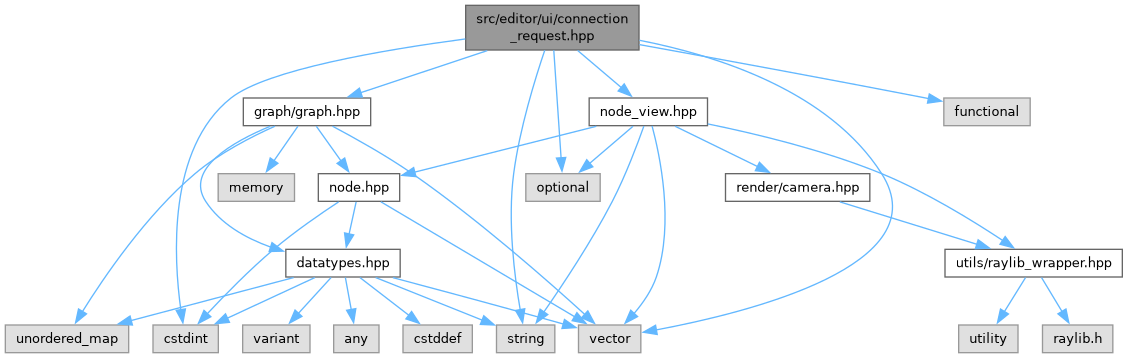 src/editor/ui/connection
_request.hpp
graph/graph.hpp
node_view.hpp
functional
memory
node.hpp
optional
render/camera.hpp
datatypes.hpp
utils/raylib_wrapper.hpp
unordered_map
cstdint
variant
any
cstddef
string
vector
utility
raylib.h